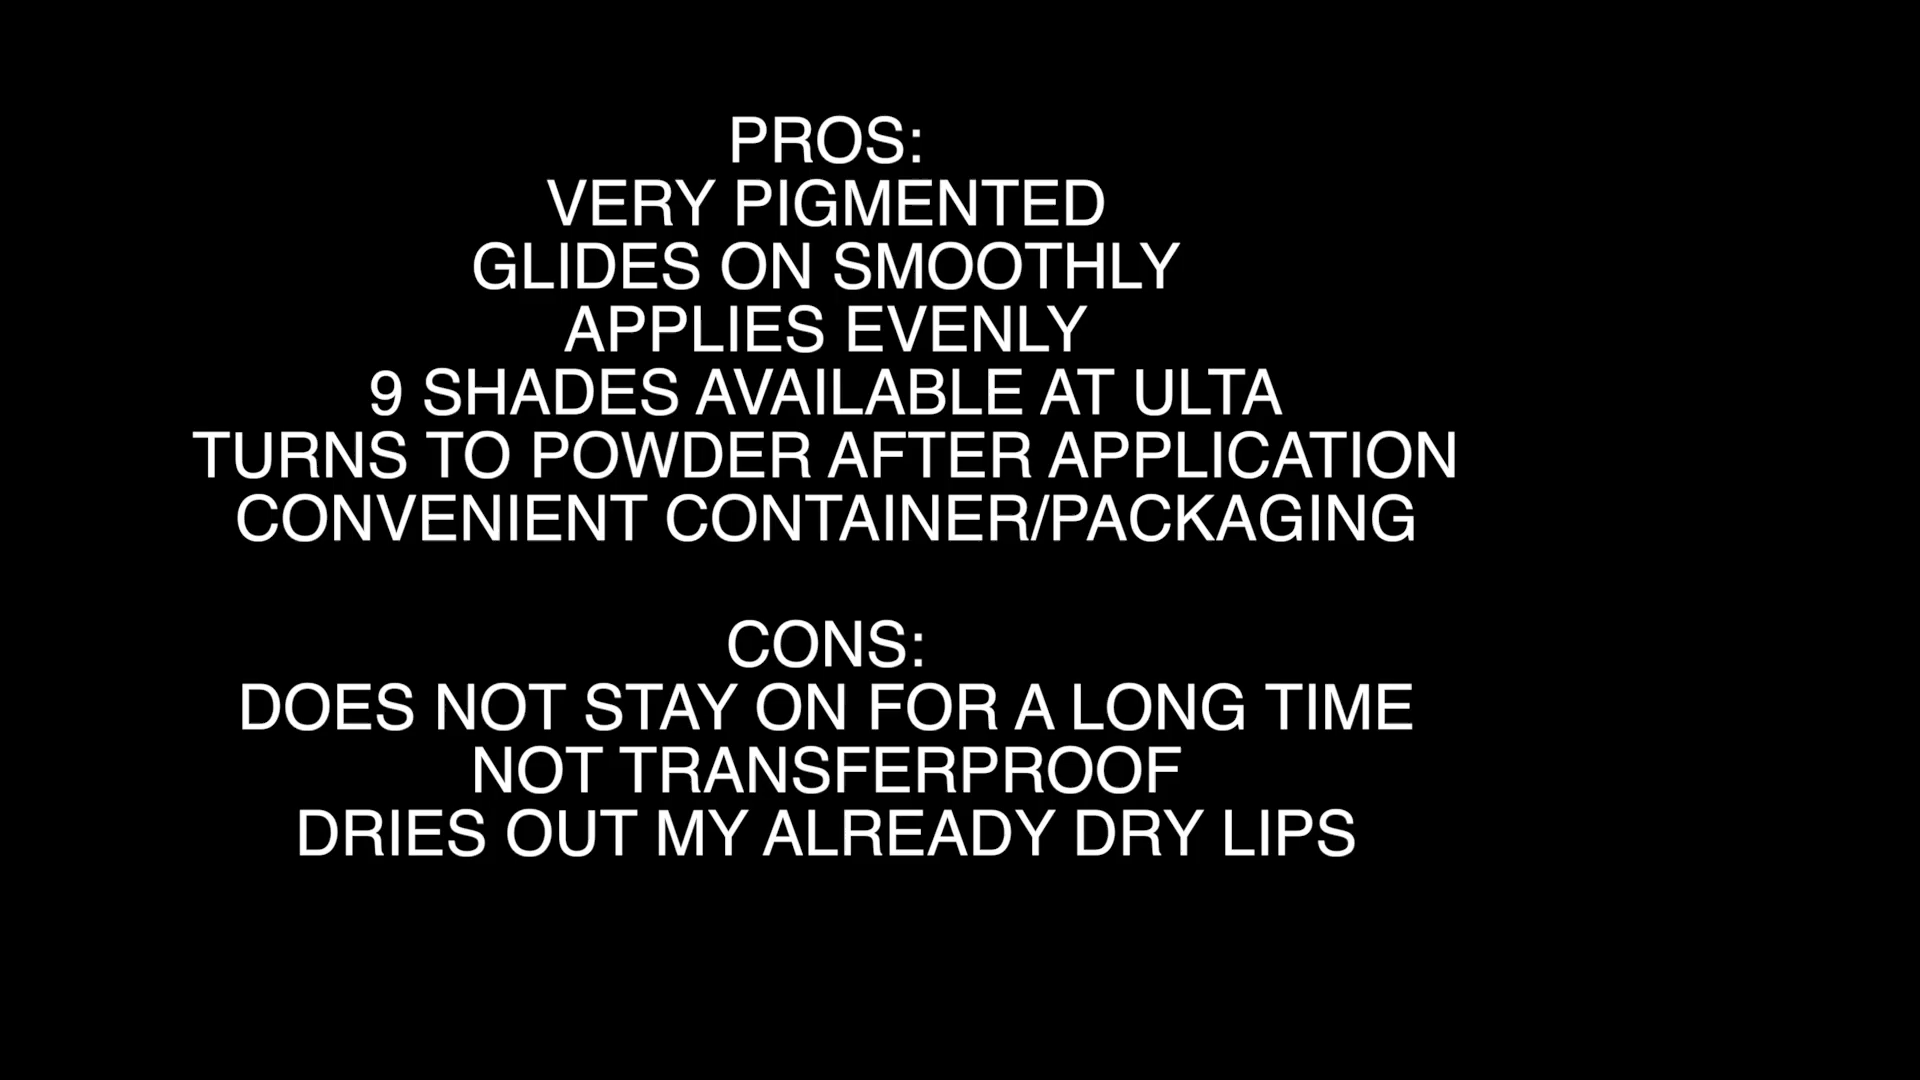 PROS:
VERY PIGMENTED
GLIDES ON SMOOTHLY
APPLIES EVENLY
9 SHADES AVAILABLE AT ULTA
TURNS TO POWDER AFTER APPLICATION
CONVENIENT CONTAINER/PACKAGING
CONS:
DOES NOT STAY ON FOR A LONG TIME
NOT TRANSFERPROOF
DRIES OUT MY ALREADY DRY LIPS